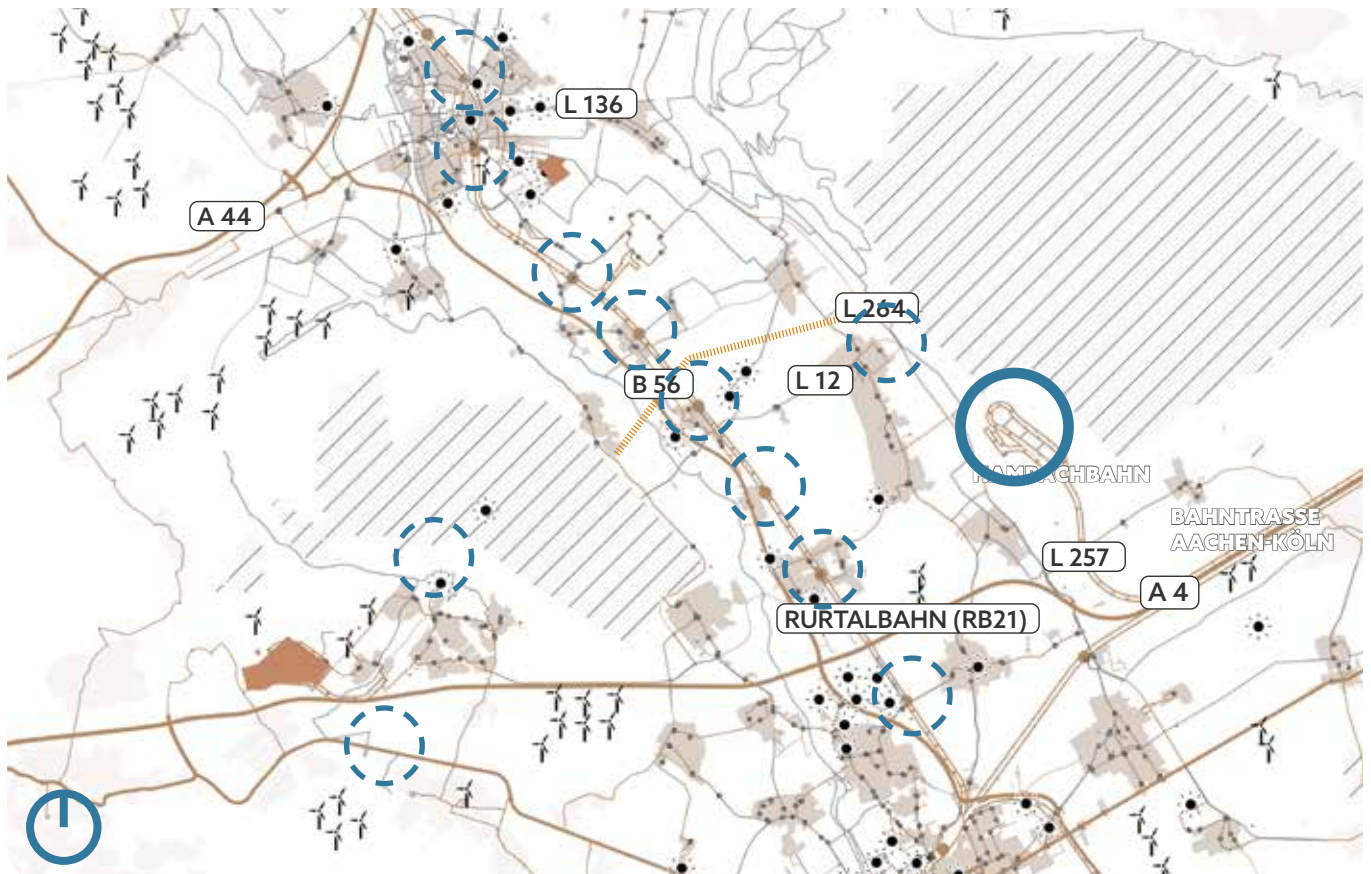 L 136
A 44
L 264
L 12
B 56
HAMBACHBAHN
BAHNTRASSE
AACHEN-KÖLN
L 257
A 4
RURTALBAHN (RB21)